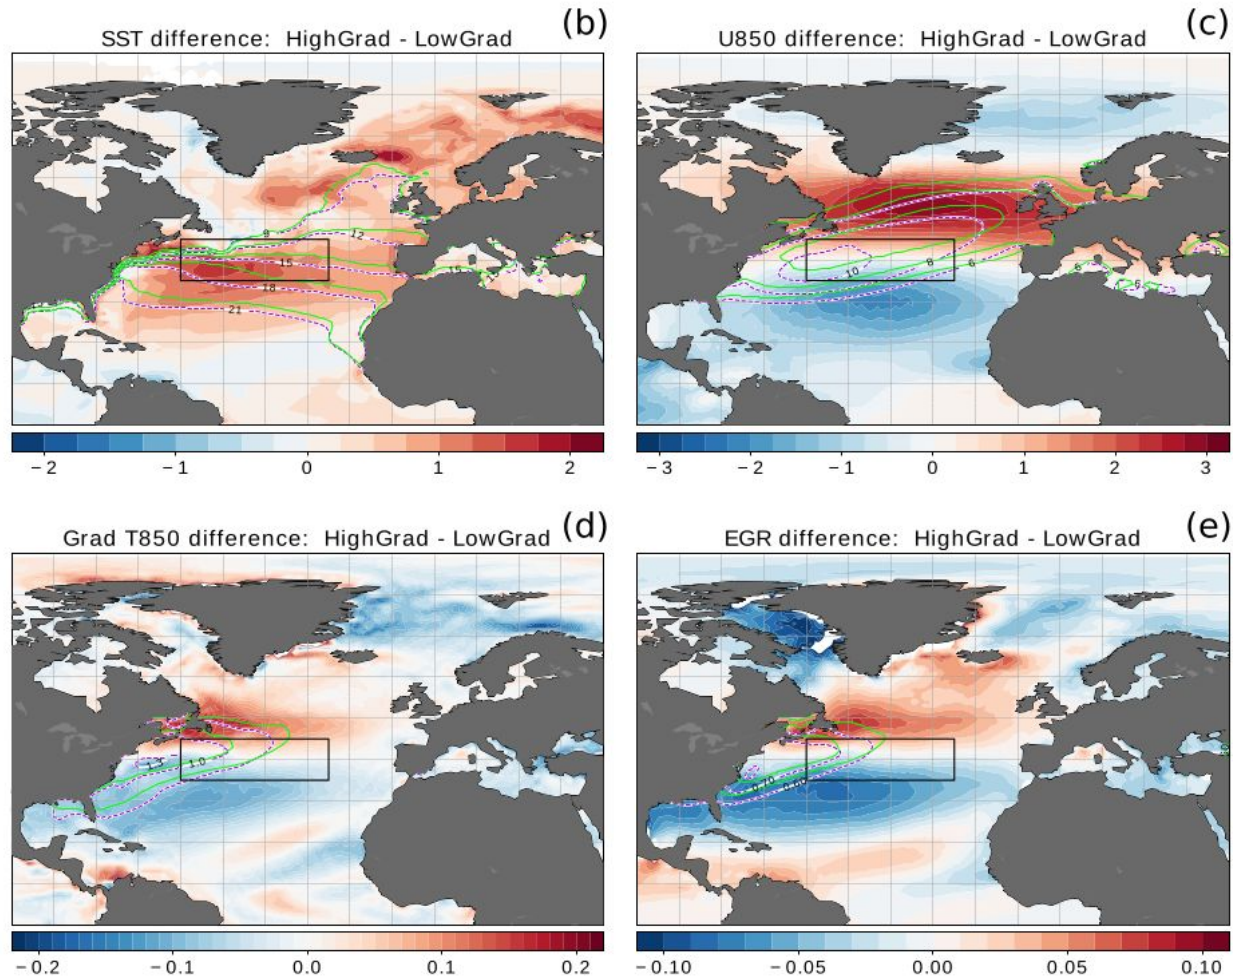 (b)
SST difference: HighGrad - LowGrad
9
12
15
15
18
21
−2 −1 0 1 2
(c)
U850 difference: HighGrad - LowGrad
6
8
10
6
−3 −2 −1 0 1 2 3
(d)
Grad T850 difference: HighGrad - LowGrad
1.0
−0.2 −0.1 0.0 0.1 0.2
(e)
EGR difference: HighGrad - LowGrad
0.70
−0.10 −0.05 0.00 0.05 0.10